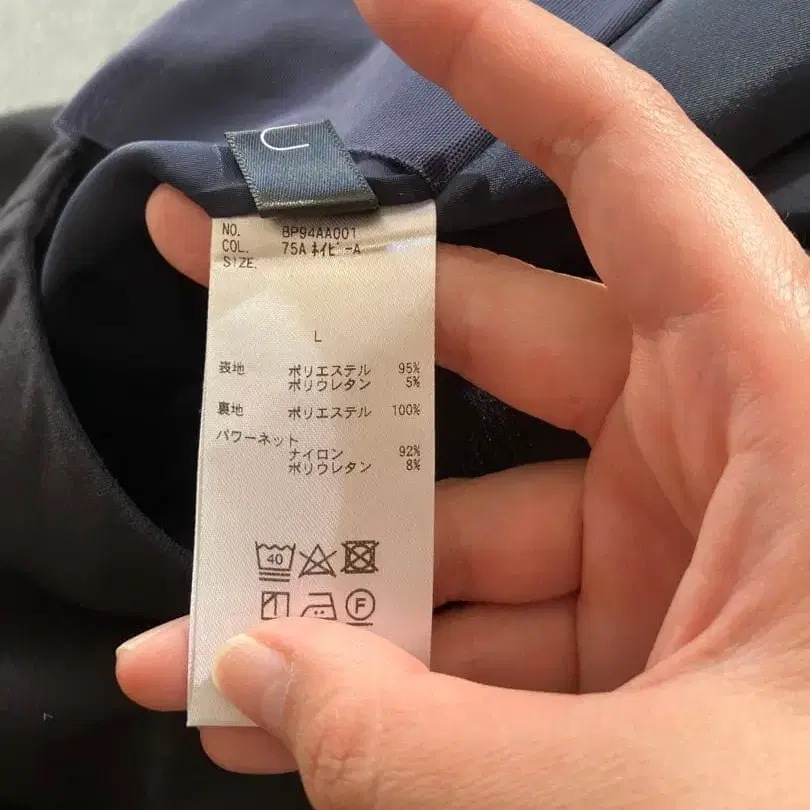 NO. BP94AA001
COL. 75A ネイビーA
SIZE.
L
表地 ポリエステル 95%
ポリウレタン 5%
裏地 ポリエステル 100%
パワーネット
ナイロン 92%
ポリウレタン 8%
40
F